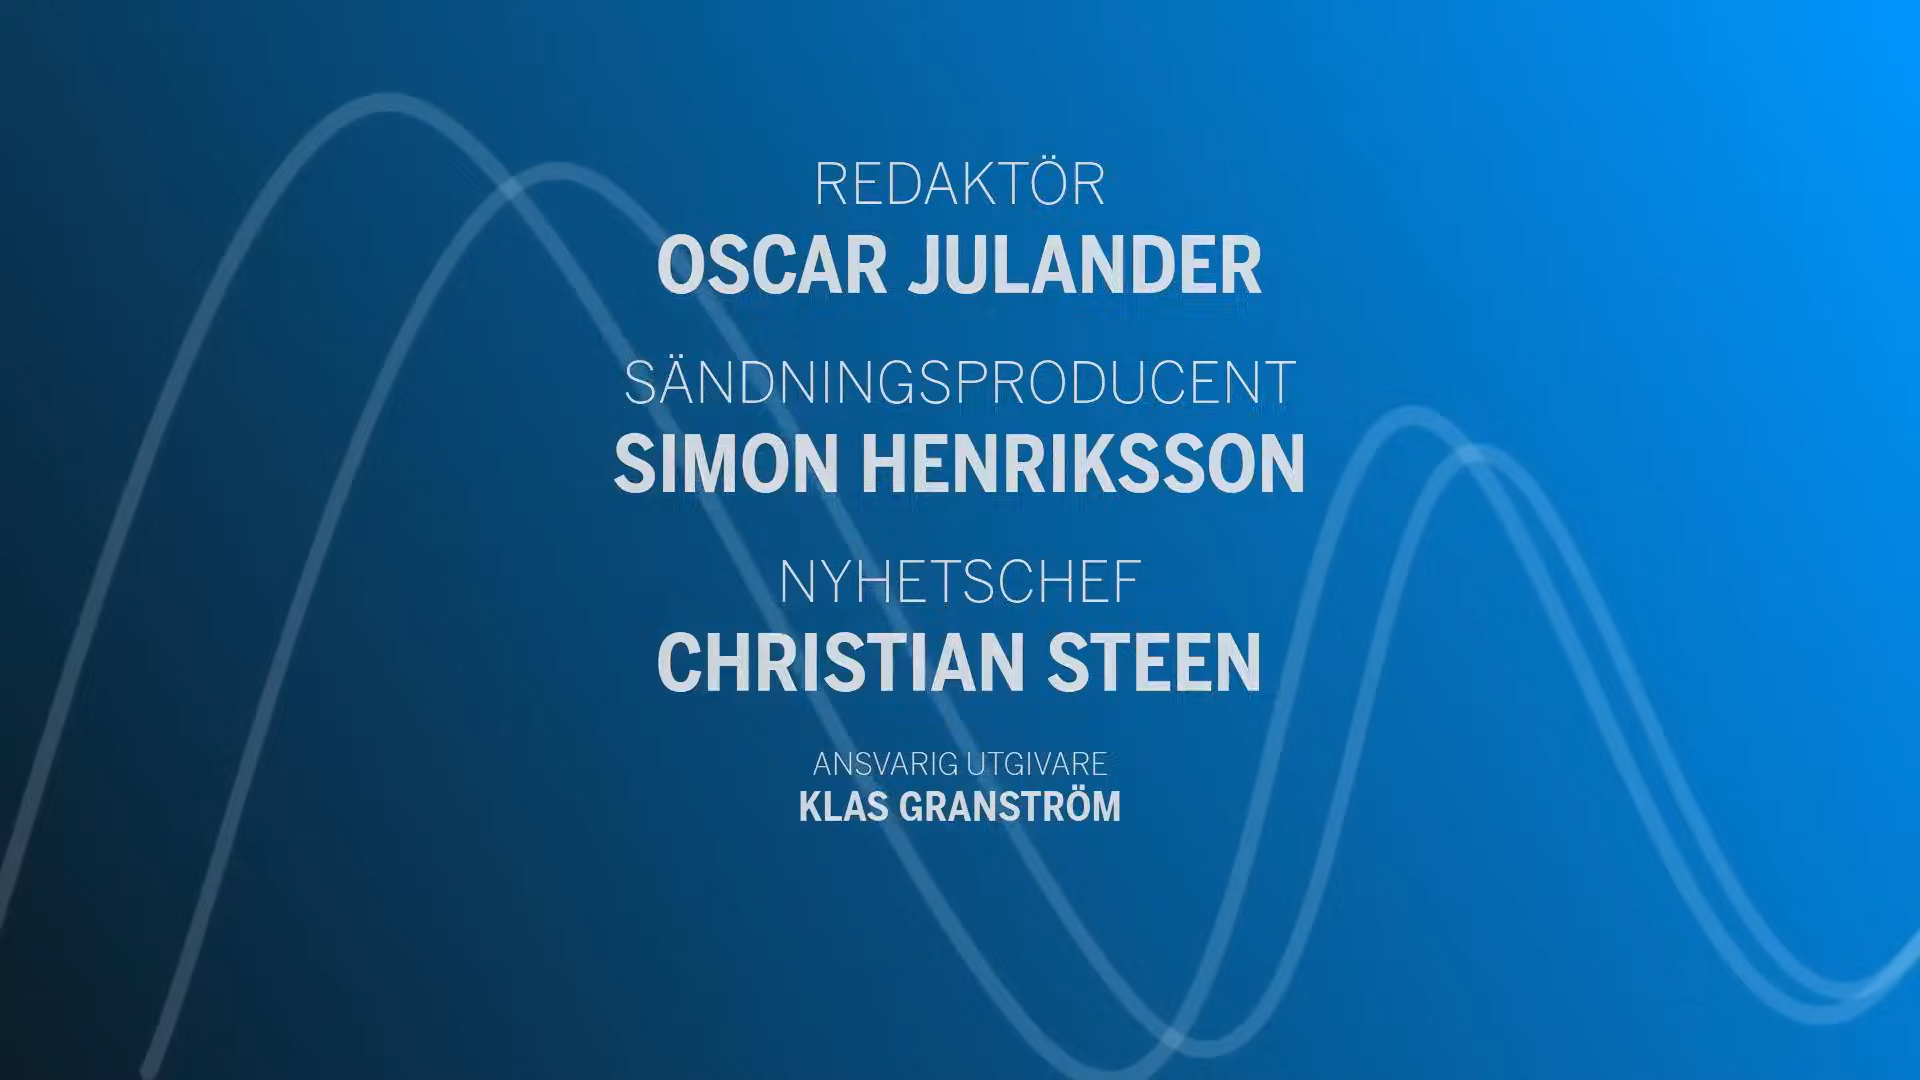 REDAKTÖR
OSCAR JULANDER
SÄNDNINGSPRODUCENT
SIMON HENRIKSSON
NYHETSCHEF
CHRISTIAN STEEN
ANSVARIG UTGIVARE
KLAS GRANSTRÖM